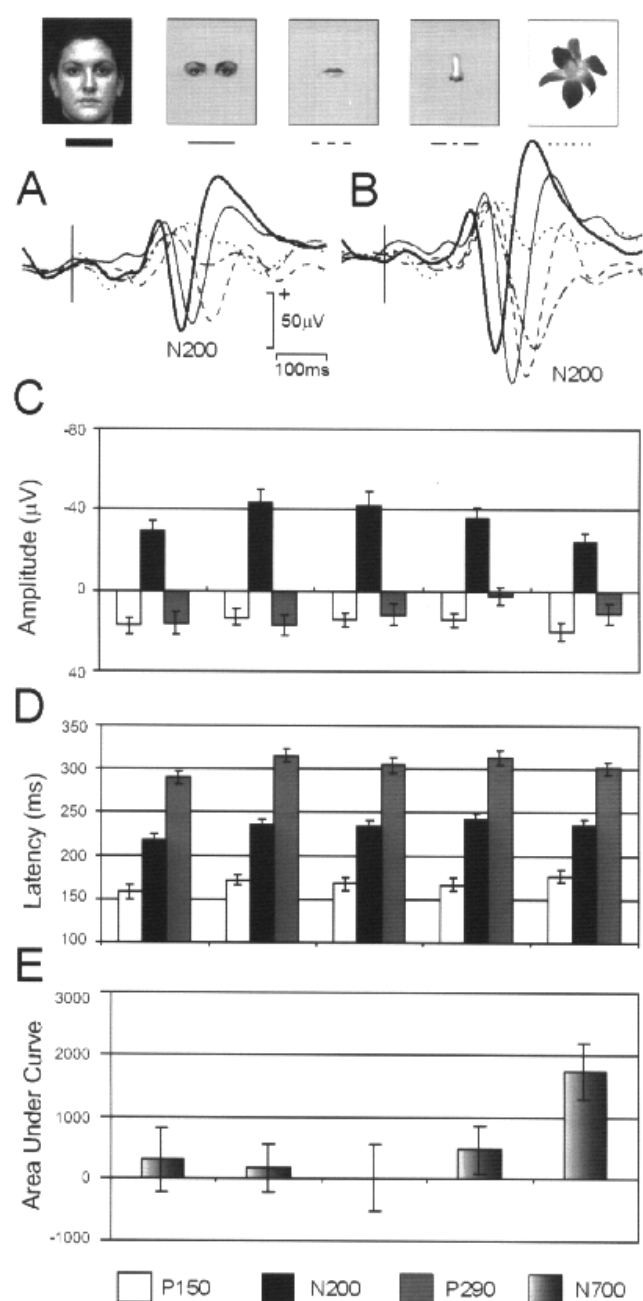 A
B
+
50μV
100ms
N200
N200
C
Amplitude (μV)
-80
-40
0
40
D
Latency (ms)
350
300
250
200
150
100
E
Area Under Curve
3000
2000
1000
0
-1000
P150 N200 P290 N700